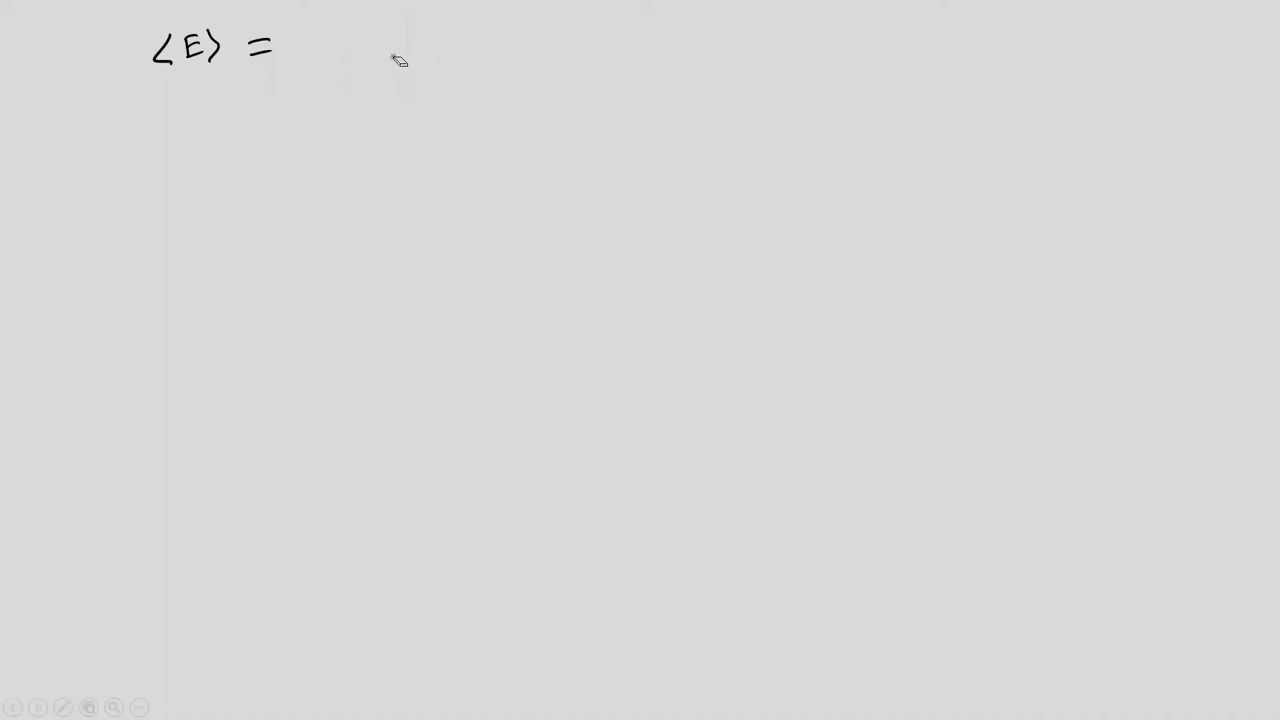 ⟨E⟩ =